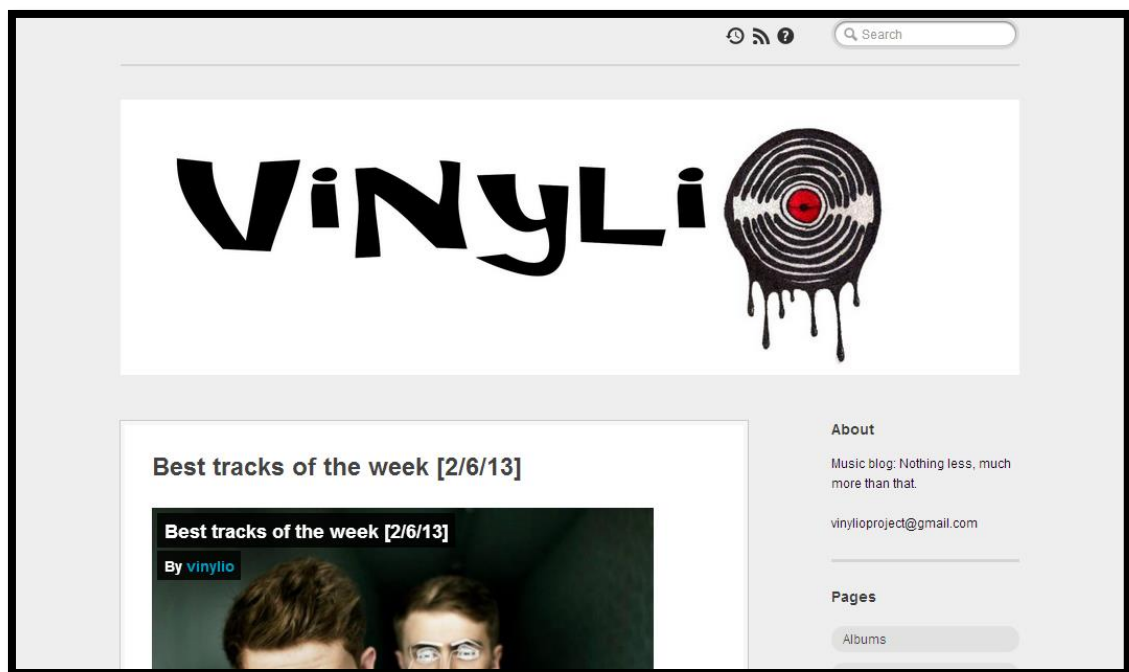 Search
ViNyLi
Best tracks of the week [2/6/13]
Best tracks of the week [2/6/13]
By vinylio
About
Music blog: Nothing less, much
more than that.
vinylioproject@gmail.com
Pages
Albums